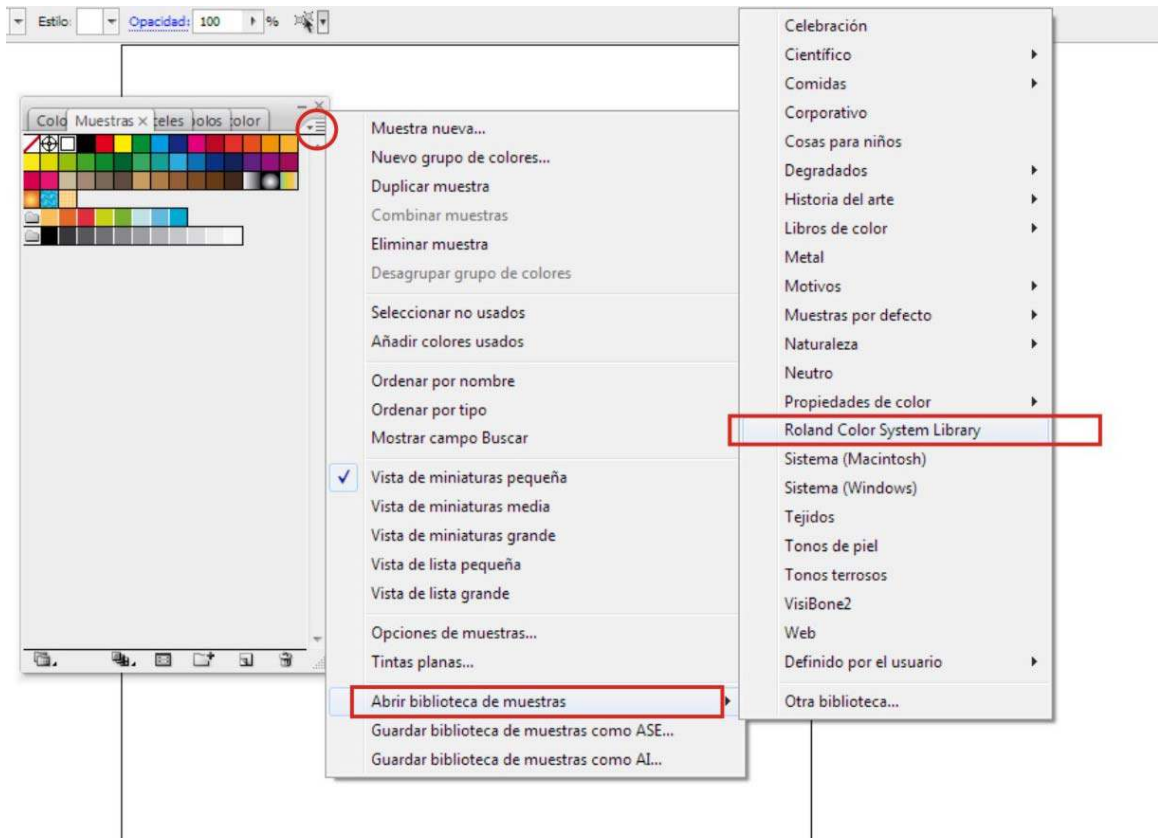 Estilo:
Opacidad: 100 %
Colo Muestras teles bolos color
Muestra nueva...
Nuevo grupo de colores...
Duplicar muestra
Combinar muestras
Eliminar muestra
Desagrupar grupo de colores
Seleccionar no usados
Añadir colores usados
Ordenar por nombre
Ordenar por tipo
Mostrar campo Buscar
Vista de miniaturas pequeña
Vista de miniaturas media
Vista de miniaturas grande
Vista de lista pequeña
Vista de lista grande
Opciones de muestras...
Tintas planas...
Abrir biblioteca de muestras
Guardar biblioteca de muestras como ASE...
Guardar biblioteca de muestras como AI...
Celebración
Científico
Comidas
Corporativo
Cosas para niños
Degradados
Historia del arte
Libros de color
Metal
Motivos
Muestras por defecto
Naturaleza
Neutro
Propiedades de color
Roland Color System Library
Sistema (Macintosh)
Sistema (Windows)
Tejidos
Tonos de piel
Tonos terrosos
VisiBone2
Web
Definido por el usuario
Otra biblioteca...